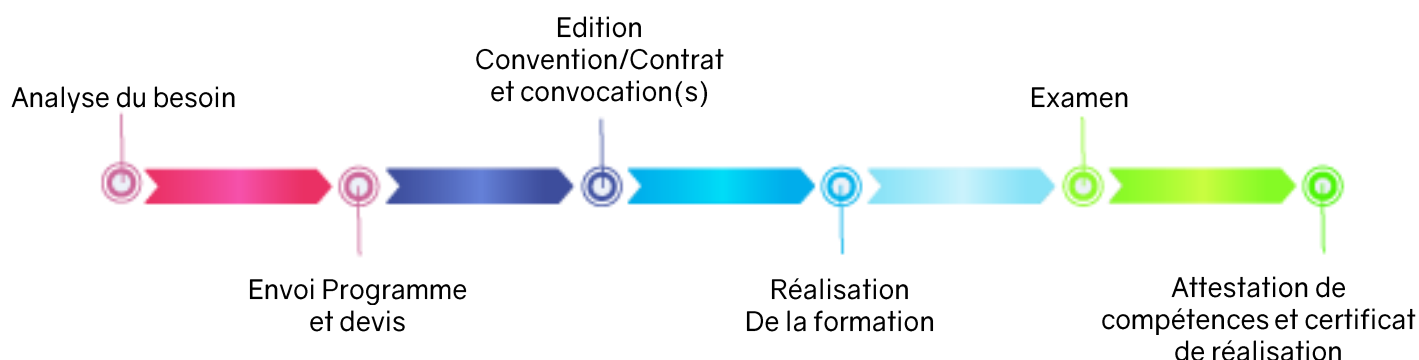 Analyse du besoin
Envoi Programme
et devis
Edition
Convention/Contrat
et convocation(s)
Réalisation
De la formation
Examen
Attestation de
compétences et certificat
de réalisation